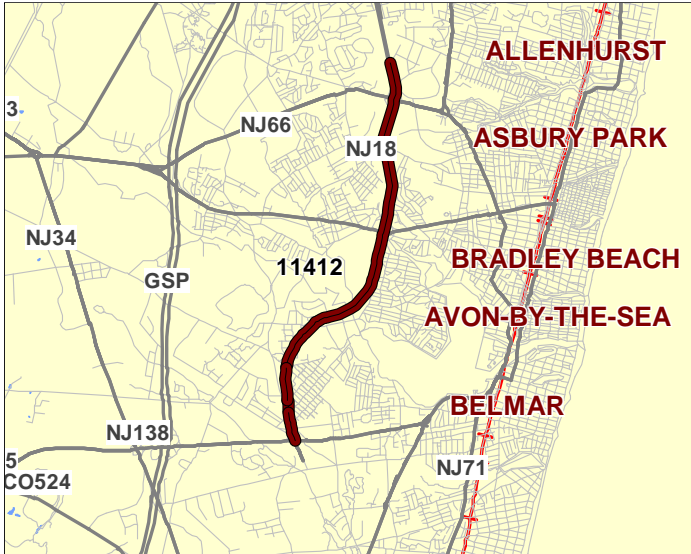 ALLENHURST
3
NJ66
ASBURY PARK
NJ18
NJ34
BRADLEY BEACH
11412
GSP
AVON-BY-THE-SEA
BELMAR
NJ138
5
NJ71
CO524